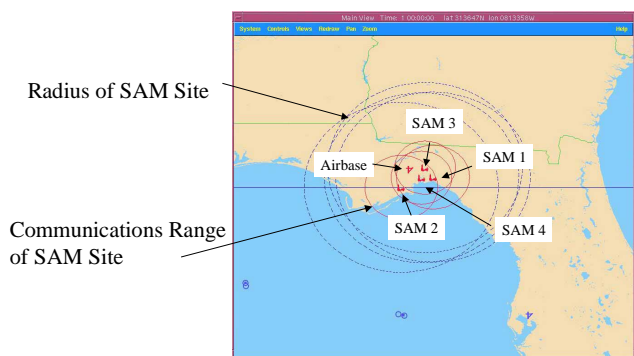 Main View Time: 1 00:00:00 lat 313647N lon 0813358W
System Controls Views Redraw Pan Zoom Help
Radius of SAM Site
SAM 3
SAM 1
Airbase
SAM 2
SAM 4
Communications Range
of SAM Site